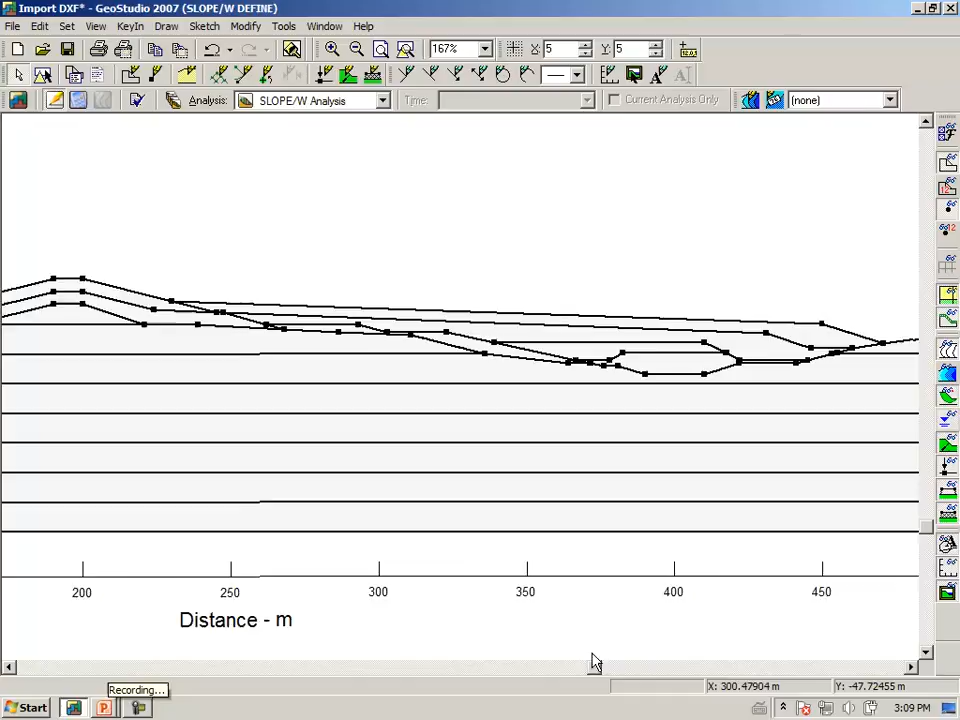 Import DXF* - GeoStudio 2007 (SLOPE/W DEFINE)
File Edit Set View KeyIn Draw Sketch Modify Tools Window Help
167% X: 5 Y: 5
Analysis: SLOPE/W Analysis Time: Current Analysis Only (none)
200 250 300 350 400 450
Distance - m
X: 300.47904 m Y: -47.72455 m
Recording...
Start 3:09 PM